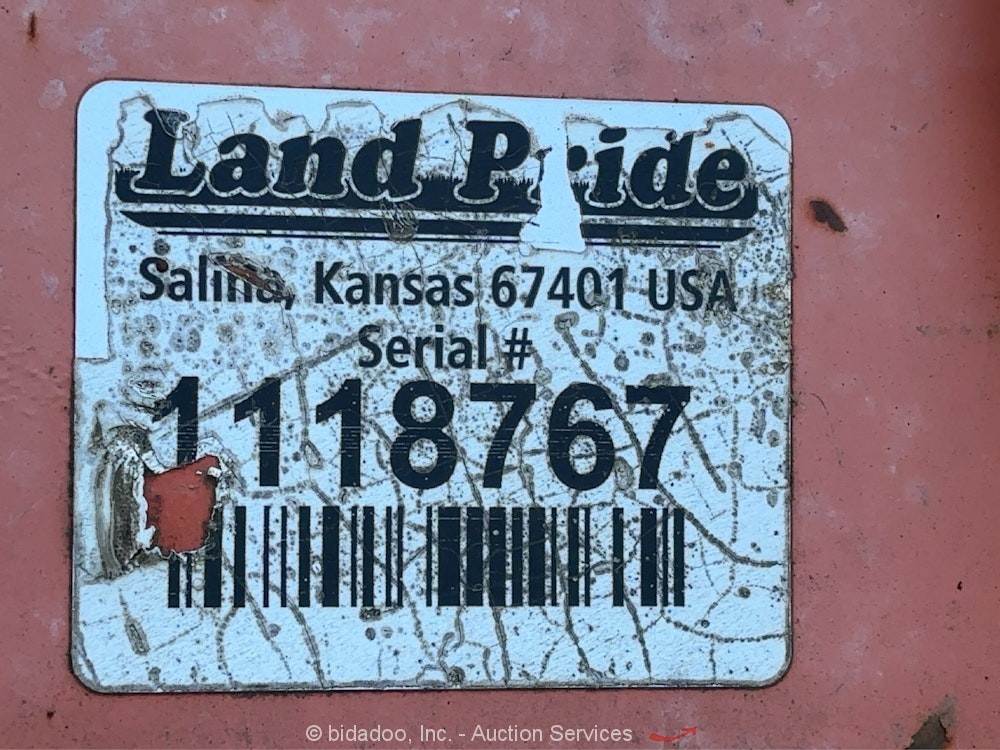 Land Pride
Salina, Kansas 67401 USA
Serial #
1118767
© bidadoo, Inc. - Auction Services